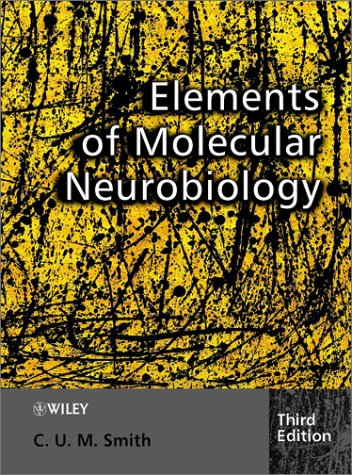 Elements
of Molecular
Neurobiology
WILEY
C. U. M. Smith
Third
Edition